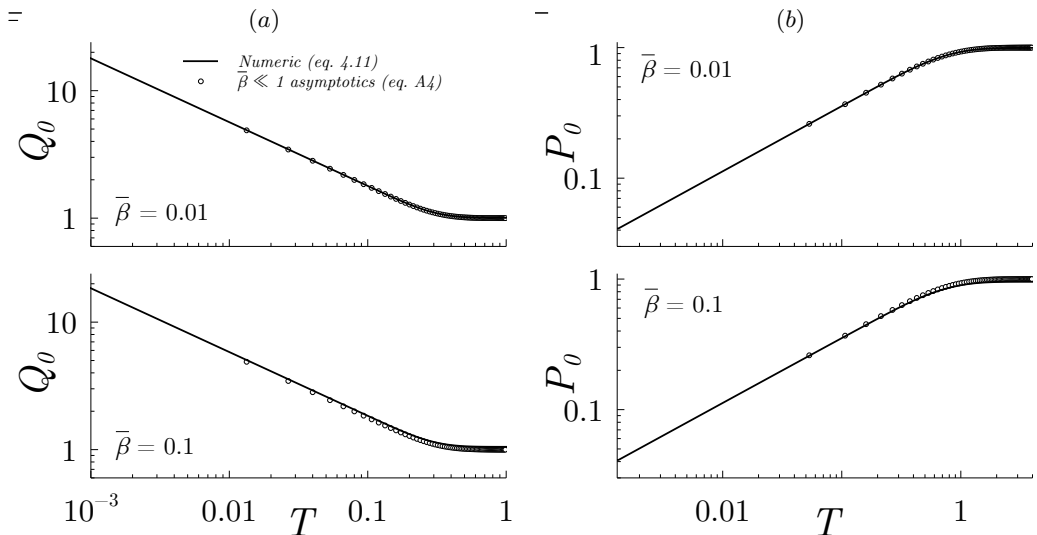 (a)
(b)
Numeric (eq. 4.11)
β̄ ≪ 1 asymptotics (eq. A4)
10
1
Q₀
β̄ = 0.01
1
0.1
P₀
β̄ = 0.01
10
1
Q₀
β̄ = 0.1
10⁻³
0.01
0.1
1
T
1
0.1
P₀
β̄ = 0.1
0.01
0.1
1
T